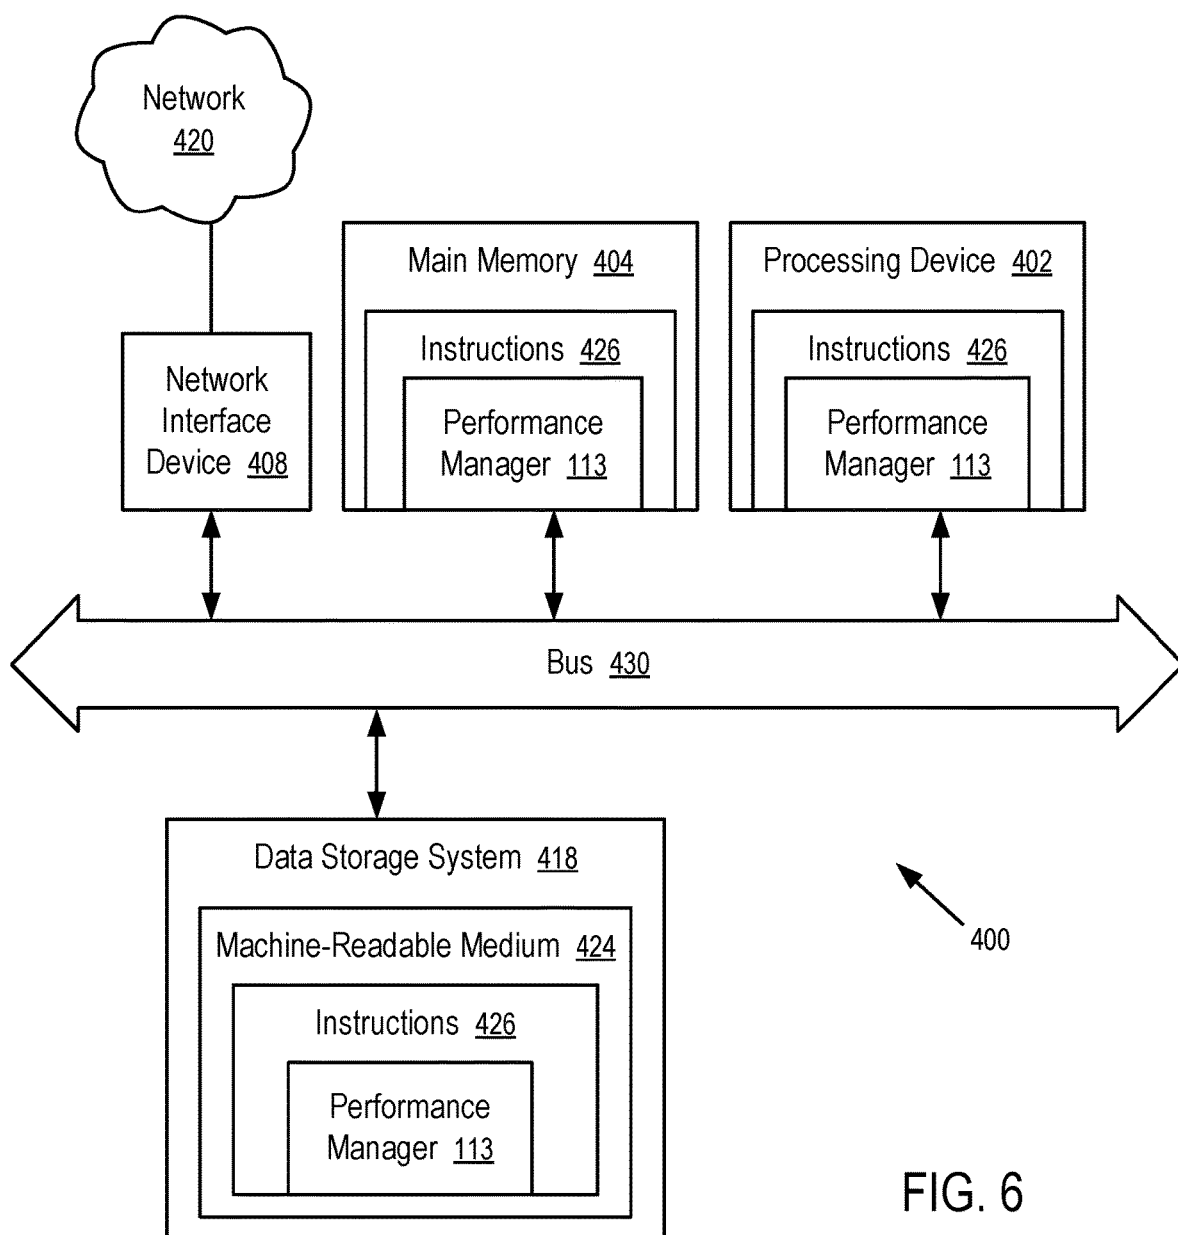 Network
420
Main Memory 404
Processing Device 402
Instructions 426
Instructions 426
Network
Interface
Device 408
Performance
Manager 113
Performance
Manager 113
Bus 430
Data Storage System 418
Machine-Readable Medium 424
400
Instructions 426
Performance
Manager 113
FIG. 6